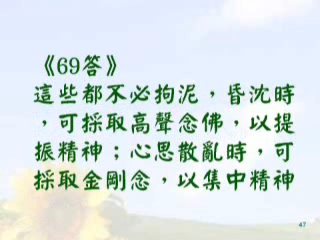 《69答》
這些都不必拘泥，昏沈時
，可採取高聲念佛，以提
振精神；心思散亂時，可
採取金剛念，以集中精神
47